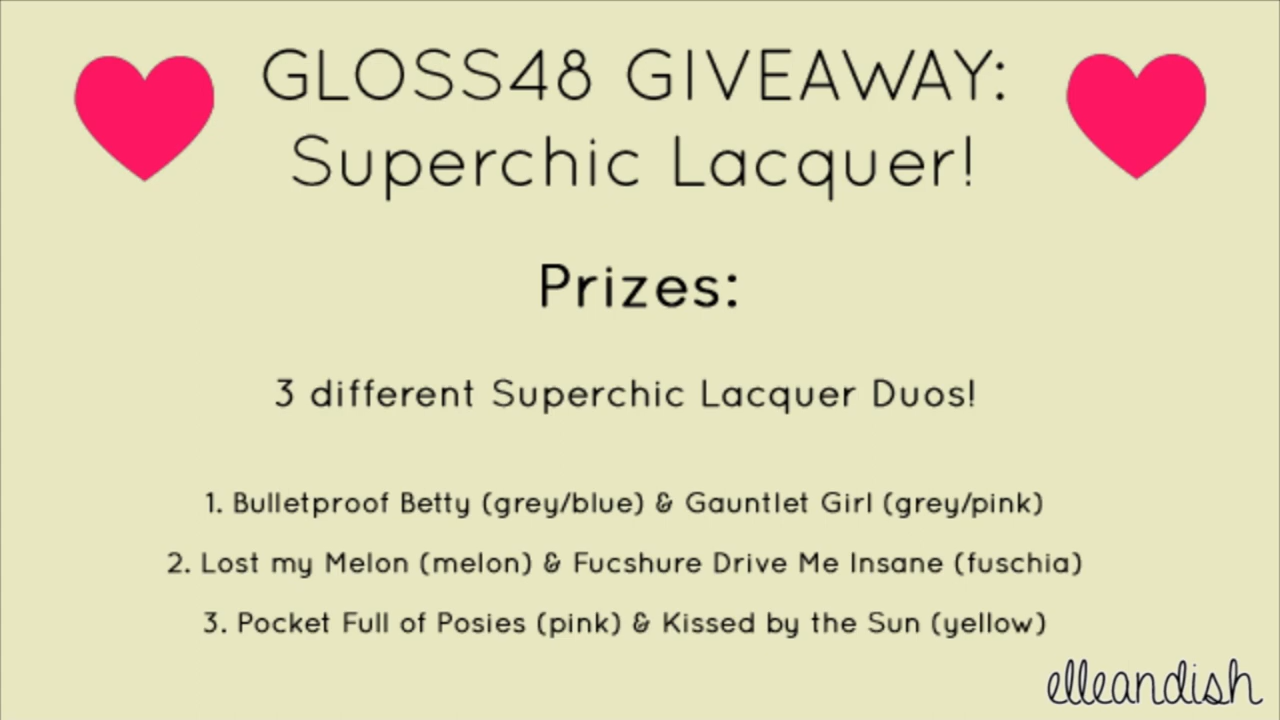 GLOSS48 GIVEAWAY:
Superchic Lacquer!
Prizes:
3 different Superchic Lacquer Duos!
1. Bulletproof Betty (grey/blue) & Gauntlet Girl (grey/pink)
2. Lost my Melon (melon) & Fucshure Drive Me Insane (fuschia)
3. Pocket Full of Posies (pink) & Kissed by the Sun (yellow)
elleandish